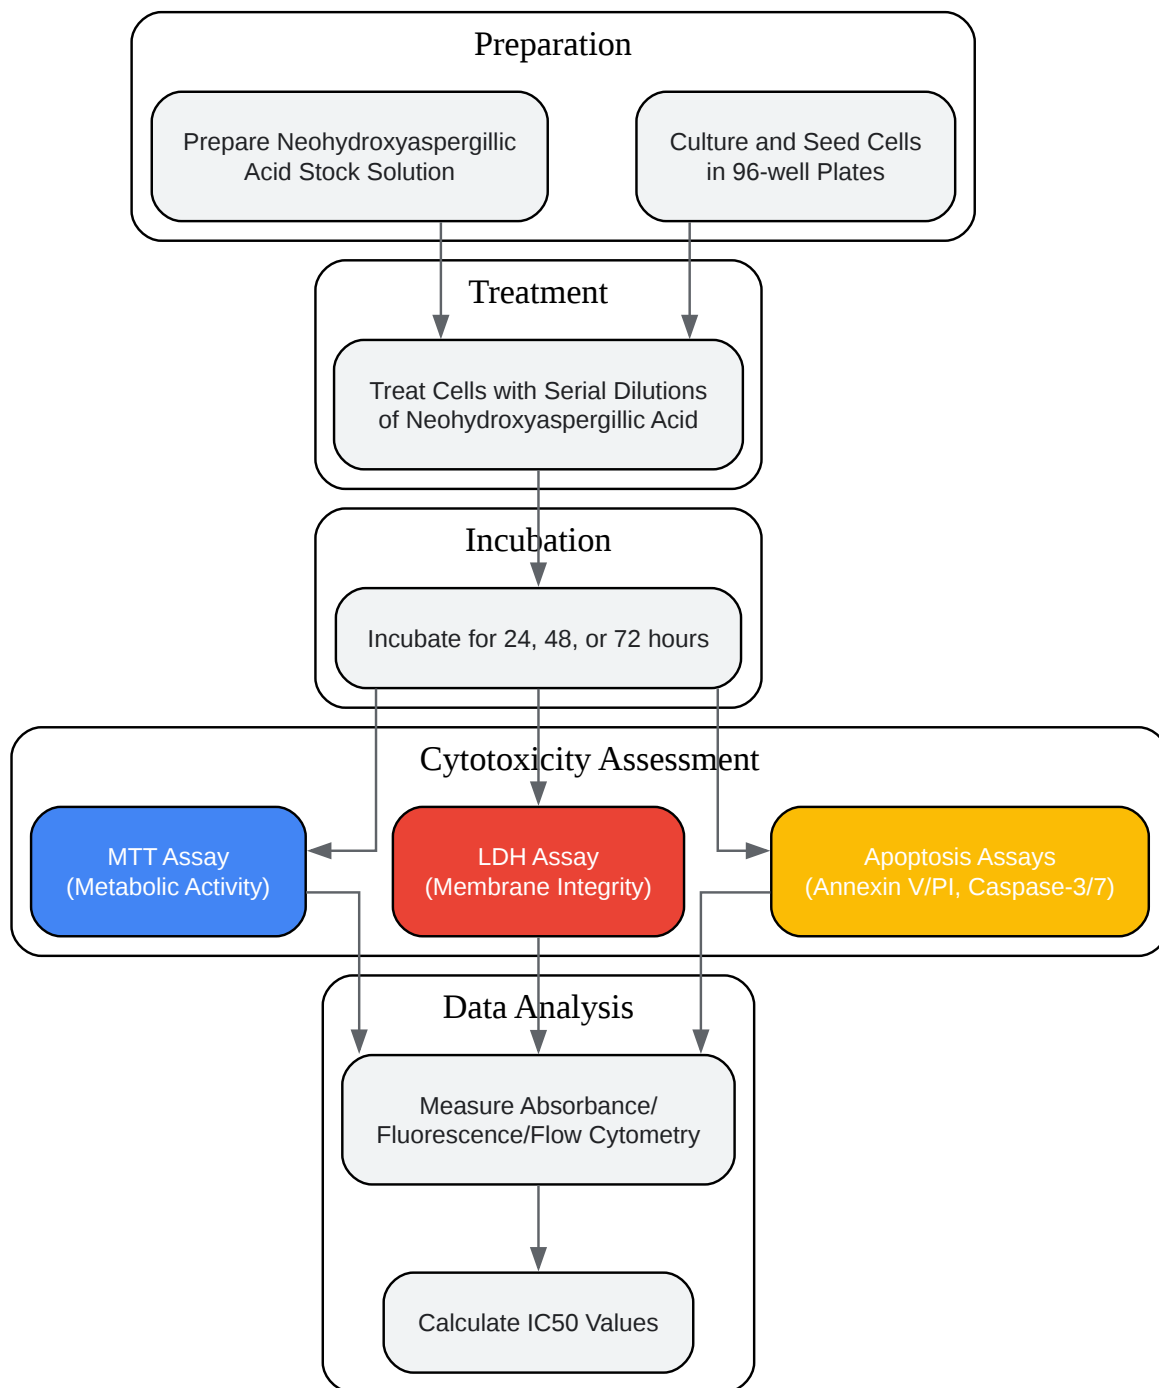 Preparation
Prepare Neohydroxyaspergillic
Acid Stock Solution
Culture and Seed Cells
in 96-well Plates
Treatment
Treat Cells with Serial Dilutions
of Neohydroxyaspergillic Acid
Incubation
Incubate for 24, 48, or 72 hours
Cytotoxicity Assessment
MTT Assay
(Metabolic Activity)
LDH Assay
(Membrane Integrity)
Apoptosis Assays
(Annexin V/PI, Caspase-3/7)
Data Analysis
Measure Absorbance/
Fluorescence/Flow Cytometry
Calculate IC50 Values